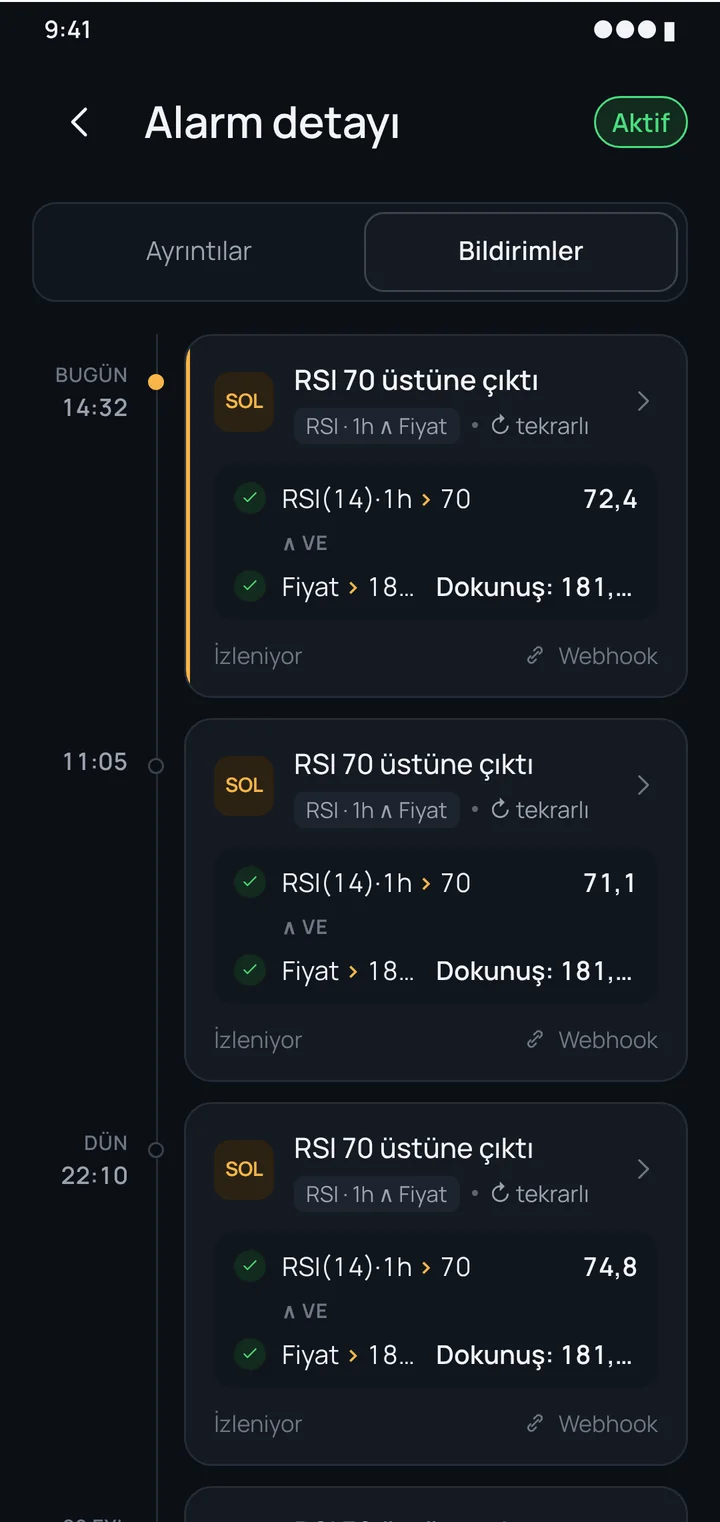 9:41
Alarm detayı
Aktif
Ayrıntılar
Bildirimler
BUGÜN
14:32
SOL
RSI 70 üstüne çıktı
RSI · 1h ∧ Fiyat • tekrarlı
RSI(14)·1h > 70 72,4
∧ VE
Fiyat > 18… Dokunuş: 181,…
İzleniyor
Webhook
11:05
SOL
RSI 70 üstüne çıktı
RSI · 1h ∧ Fiyat • tekrarlı
RSI(14)·1h > 70 71,1
∧ VE
Fiyat > 18… Dokunuş: 181,…
İzleniyor
Webhook
DÜN
22:10
SOL
RSI 70 üstüne çıktı
RSI · 1h ∧ Fiyat • tekrarlı
RSI(14)·1h > 70 74,8
∧ VE
Fiyat > 18… Dokunuş: 181,…
İzleniyor
Webhook